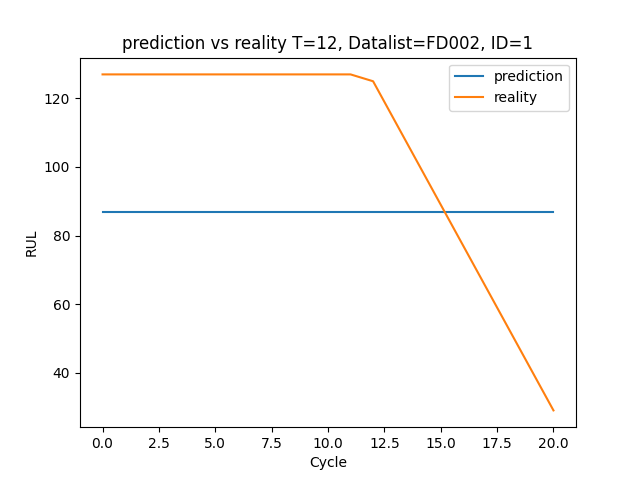 prediction vs reality T=12, Datalist=FD002, ID=1
prediction
reality
120
100
80
60
40
RUL
0.0 2.5 5.0 7.5 10.0 12.5 15.0 17.5 20.0
Cycle